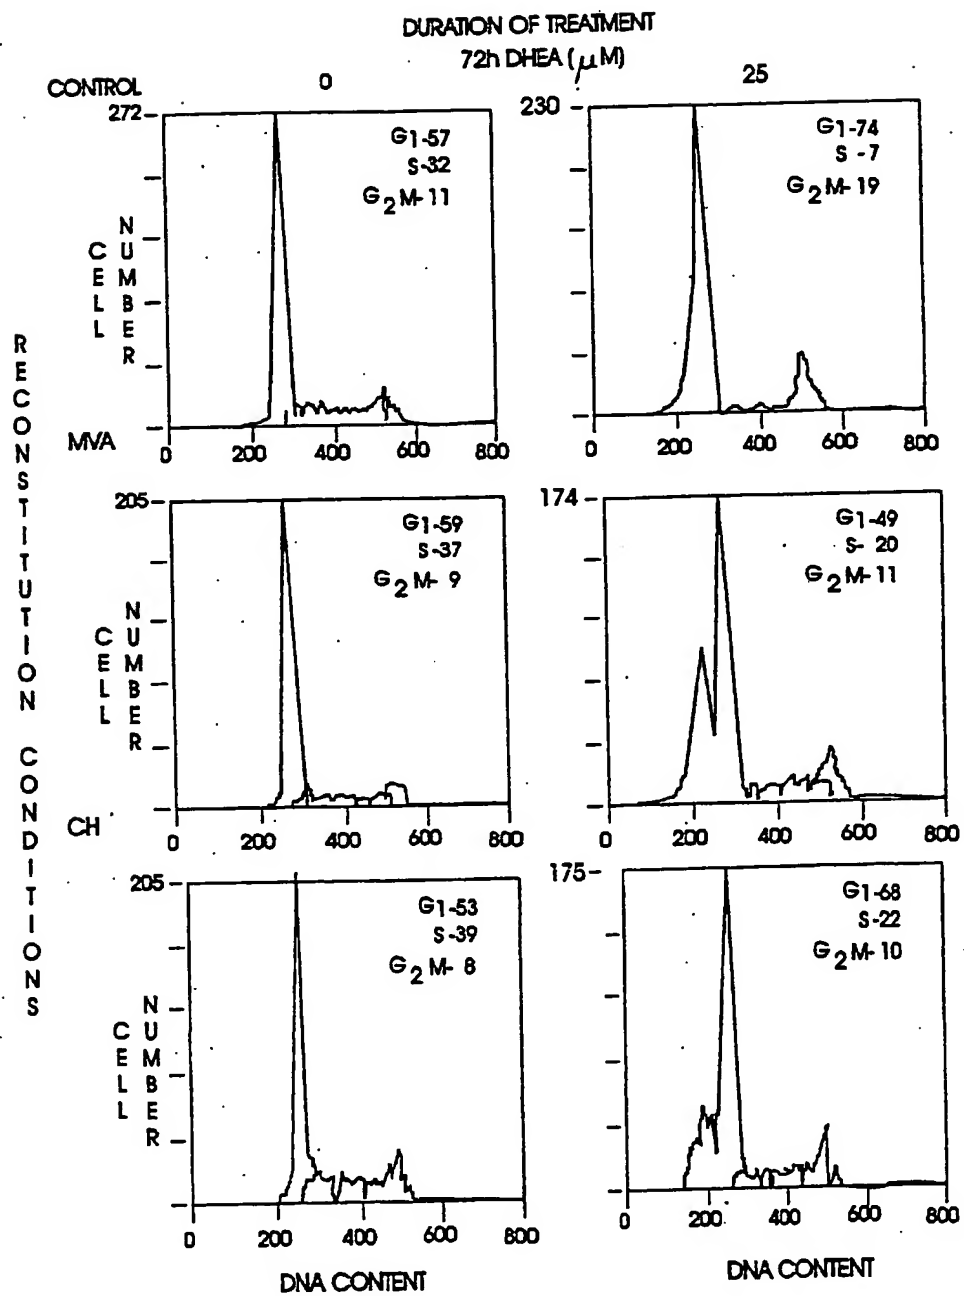 DURATION OF TREATMENT
72h DHEA (μM)
CONTROL
0
25
272
G1-57
S-32
G2M-11
CELL NUMBER
0 200 400 600 800
230
G1-74
S -7
G2M-19
0 200 400 600 800
RECONSTITUTION CONDITIONS
MVA
205
G1-59
S-37
G2M- 9
CELL NUMBER
0 200 400 600 800
174
G1-49
S- 20
G2M-11
0 200 400 600 800
CH
205
G1-53
S-39
G2M- 8
CELL NUMBER
0 200 400 600 800
DNA CONTENT
175
G1-68
S-22
G2M-10
0 200 400 600 800
DNA CONTENT